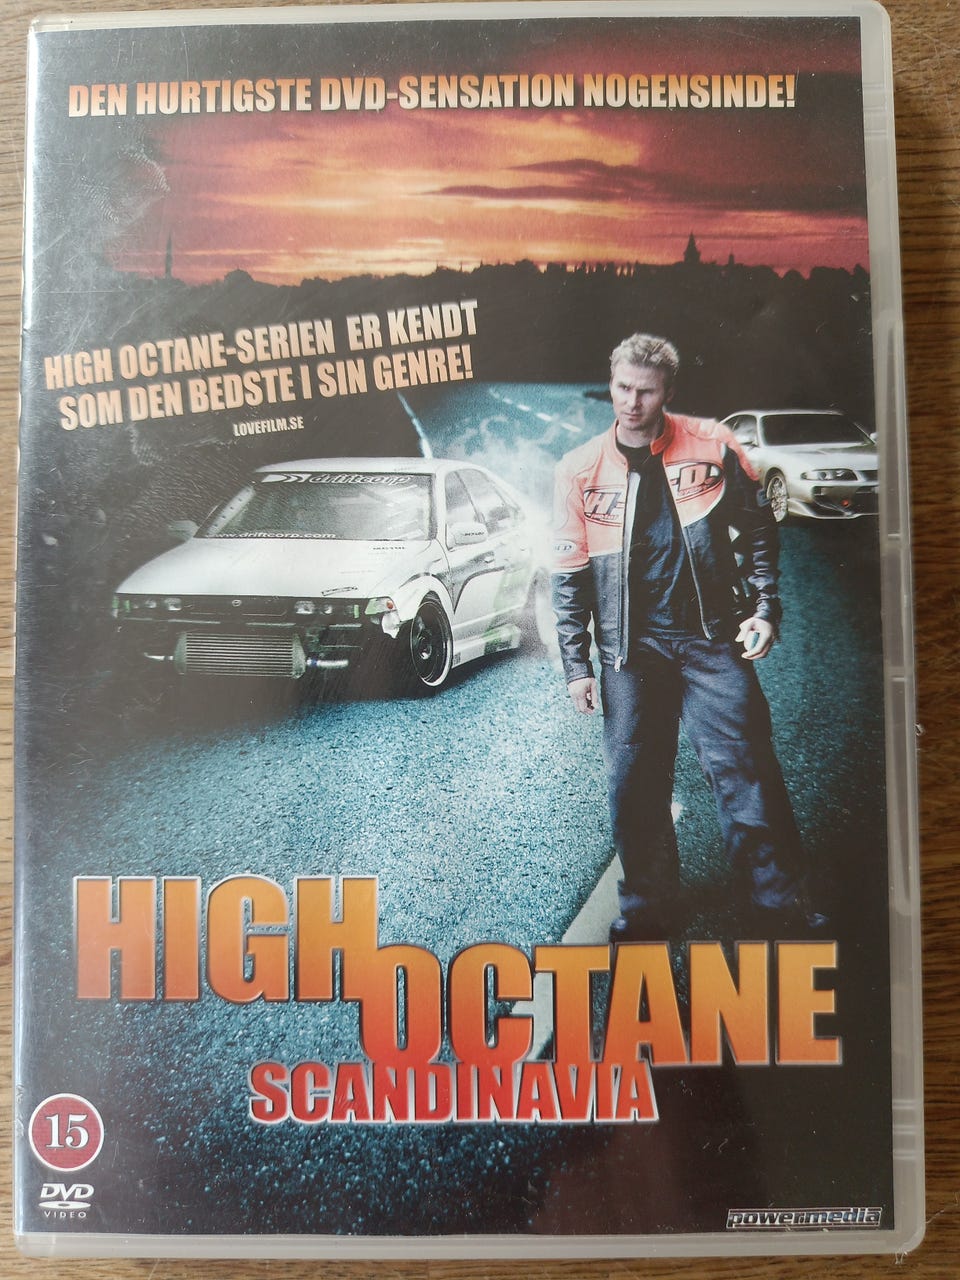 DEN HURTIGSTE DVD-SENSATION NOGENSINDE!
HIGH OCTANE-SERIEN ER KENDT
SOM DEN BEDSTE I SIN GENRE!
LOVEFILM.SE
driftcorp
www.driftcorp.com
H-
D.
HIGH
OCTANE
SCANDINAVIA
15
DVD
VIDEO
powermedia